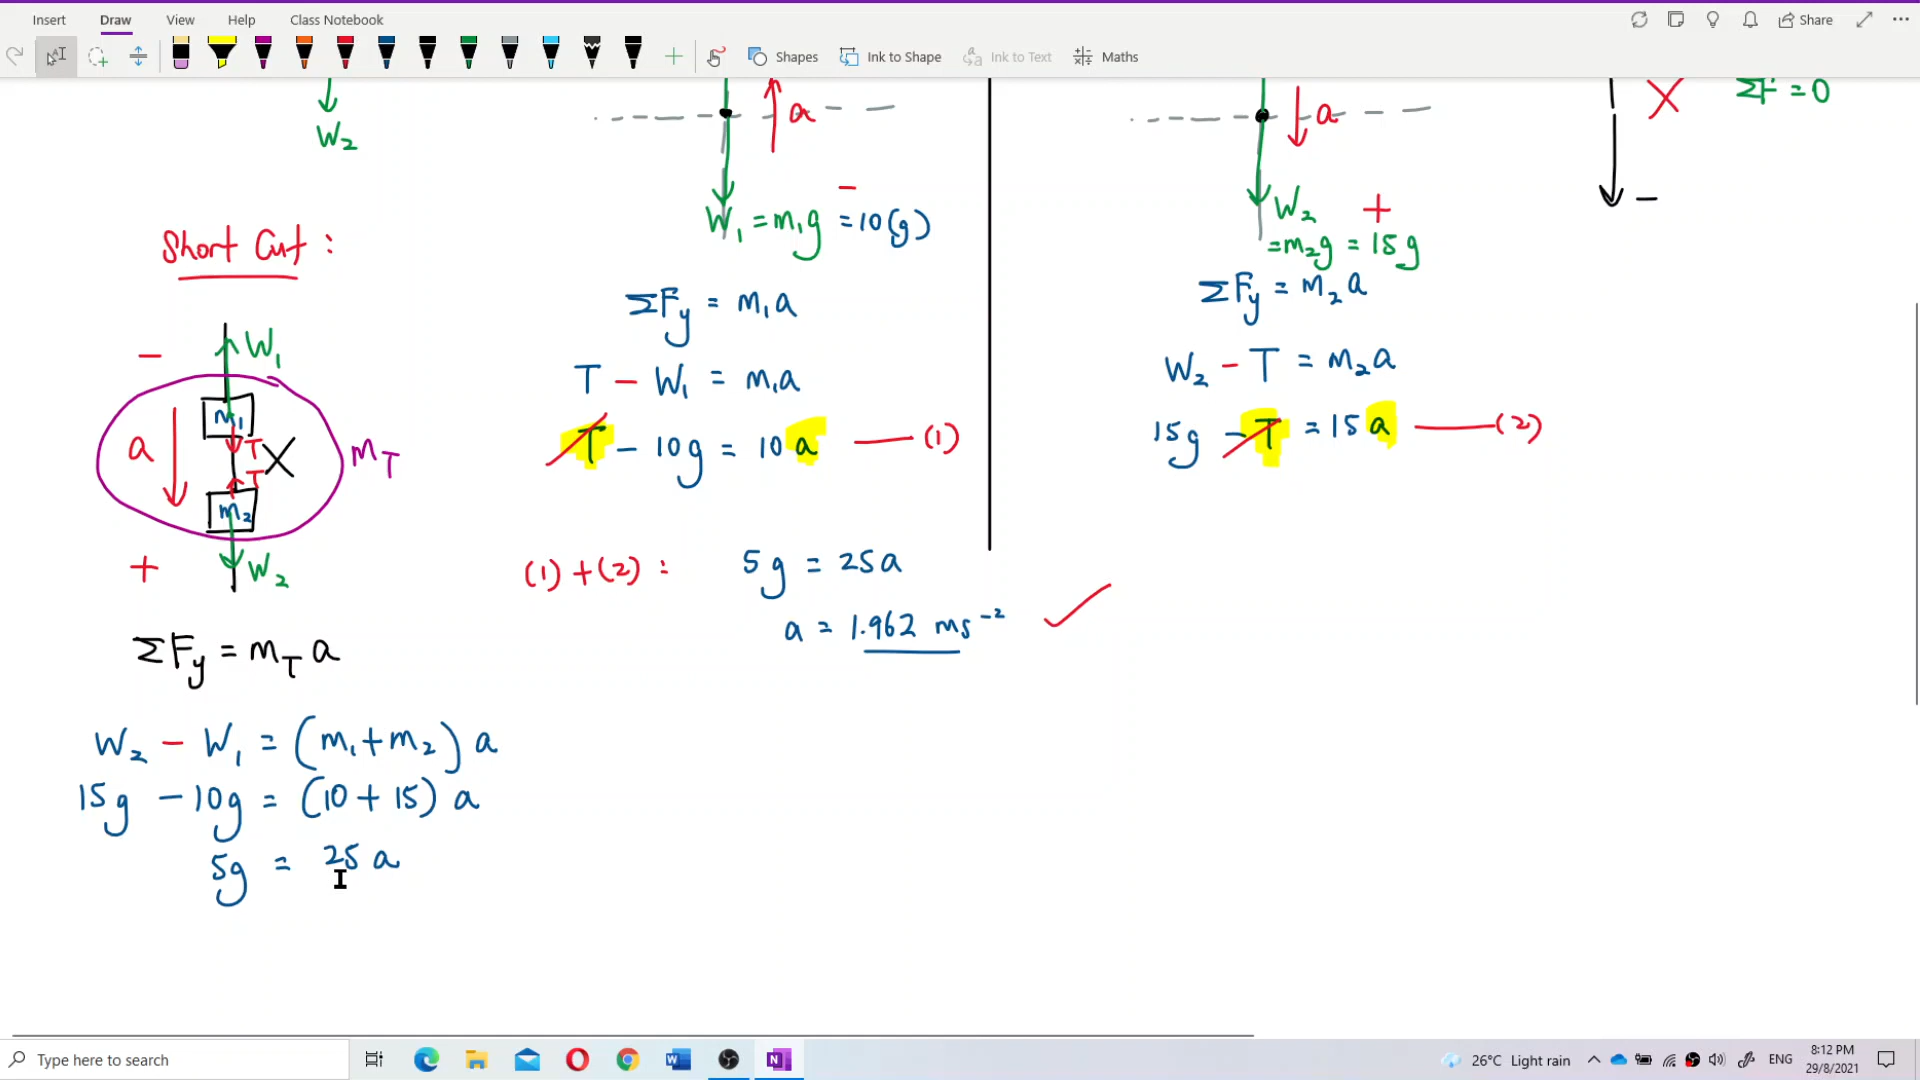 Insert Draw View Help Class Notebook
Share
Shapes Ink to Shape Ink to Text Maths
W₂
a
a
ΣF = 0
−
W₁ = m₁g = 10(g)
W₂ +
= m₂g = 15g
−
Short Cut :
ΣFy = m₁a
ΣFy = m₂a
− W₁
T − W₁ = m₁a
W₂ − T = m₂a
m₁
a T mT
T
m₂
T − 10g = 10a —— (1)
15g − T = 15a —— (2)
+ W₂
(1) + (2) : 5g = 25a
a = 1.962 ms⁻²
ΣFy = mT a
W₂ − W₁ = (m₁+m₂) a
15g − 10g = (10 + 15) a
5g = 25 a
Type here to search
26°C Light rain
ENG
8:12 PM
29/8/2021